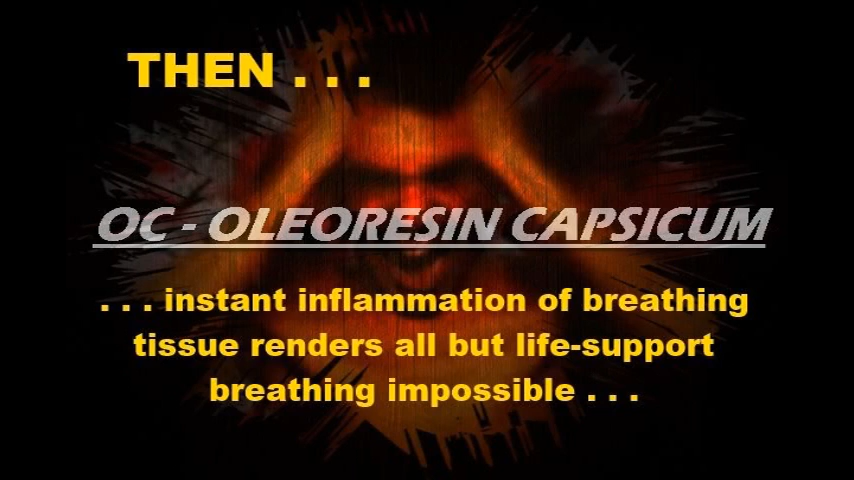 THEN . . .
OC - OLEORESIN CAPSICUM
. . . instant inflammation of breathing
tissue renders all but life-support
breathing impossible . . .